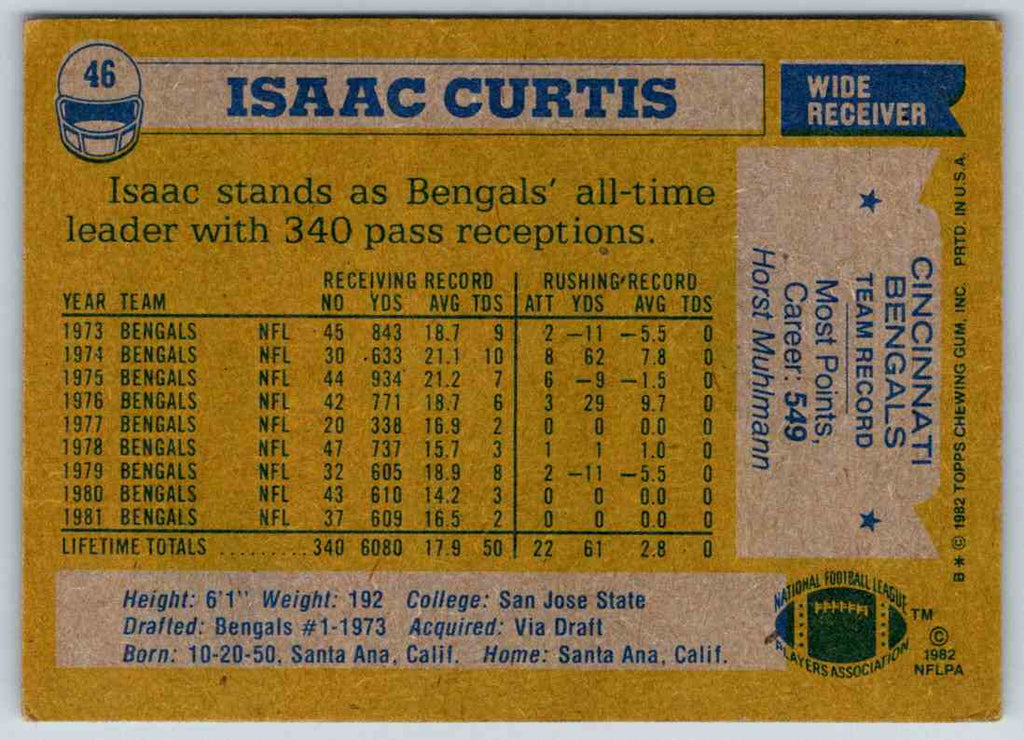 46
ISAAC CURTIS
WIDE
RECEIVER
Isaac stands as Bengals' all-time
leader with 340 pass receptions.
RECEIVING RECORD RUSHING RECORD
YEAR TEAM NO YDS AVG TDS ATT YDS AVG TDS
1973 BENGALS NFL 45 843 18.7 9 2 –11 –5.5 0
1974 BENGALS NFL 30 633 21.1 10 8 62 7.8 0
1975 BENGALS NFL 44 934 21.2 7 6 –9 –1.5 0
1976 BENGALS NFL 42 771 18.7 6 3 29 9.7 0
1977 BENGALS NFL 20 338 16.9 2 0 0 0.0 0
1978 BENGALS NFL 47 737 15.7 3 1 1 1.0 0
1979 BENGALS NFL 32 605 18.9 8 2 –11 –5.5 0
1980 BENGALS NFL 43 610 14.2 3 0 0 0.0 0
1981 BENGALS NFL 37 609 16.5 2 0 0 0.0 0
LIFETIME TOTALS ......... 340 6080 17.9 50 22 61 2.8 0
CINCINNATI
BENGALS
TEAM RECORD
Most Points,
Career: 549
Horst Muhlmann
B * © 1982 TOPPS CHEWING GUM, INC. PRTD. IN U.S.A.
Height: 6'1" Weight: 192 College: San Jose State
Drafted: Bengals #1-1973 Acquired: Via Draft
Born: 10-20-50, Santa Ana, Calif. Home: Santa Ana, Calif.
NATIONAL FOOTBALL LEAGUE
PLAYERS ASSOCIATION
TM
©
1982
NFLPA